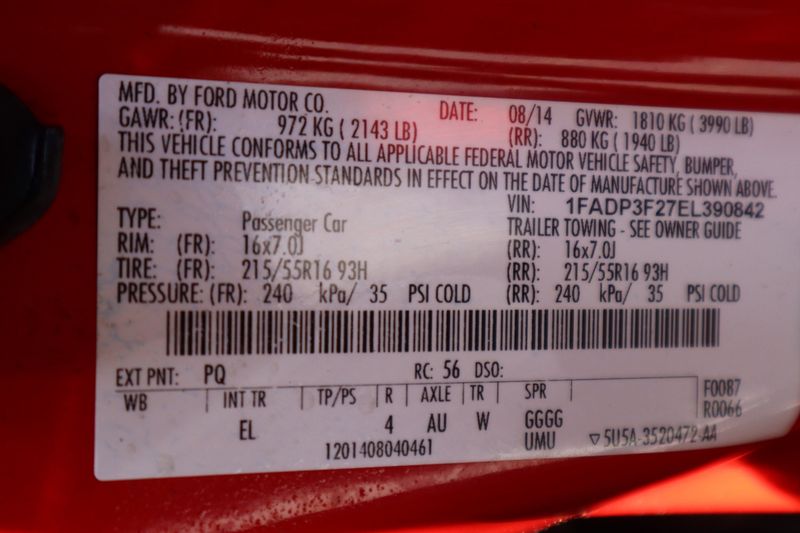 MFD. BY FORD MOTOR CO. DATE: 08/14 GVWR: 1810 KG ( 3990 LB)
GAWR: (FR): 972 KG ( 2143 LB) (RR): 880 KG ( 1940 LB)
THIS VEHICLE CONFORMS TO ALL APPLICABLE FEDERAL MOTOR VEHICLE SAFETY, BUMPER,
AND THEFT PREVENTION STANDARDS IN EFFECT ON THE DATE OF MANUFACTURE SHOWN ABOVE.
VIN: 1FADP3F27EL390842
TYPE: Passenger Car TRAILER TOWING - SEE OWNER GUIDE
RIM: (FR): 16x7.0J (RR): 16x7.0J
TIRE: (FR): 215/55R16 93H (RR): 215/55R16 93H
PRESSURE: (FR): 240 kPa/ 35 PSI COLD (RR): 240 kPa/ 35 PSI COLD
EXT PNT: PQ RC: 56 DSO:
WB INT TR TP/PS R AXLE TR SPR F0087
R0066
EL 4 AU W GGGG
UMU
1201408040461 ▽5U5A-3520472-AA